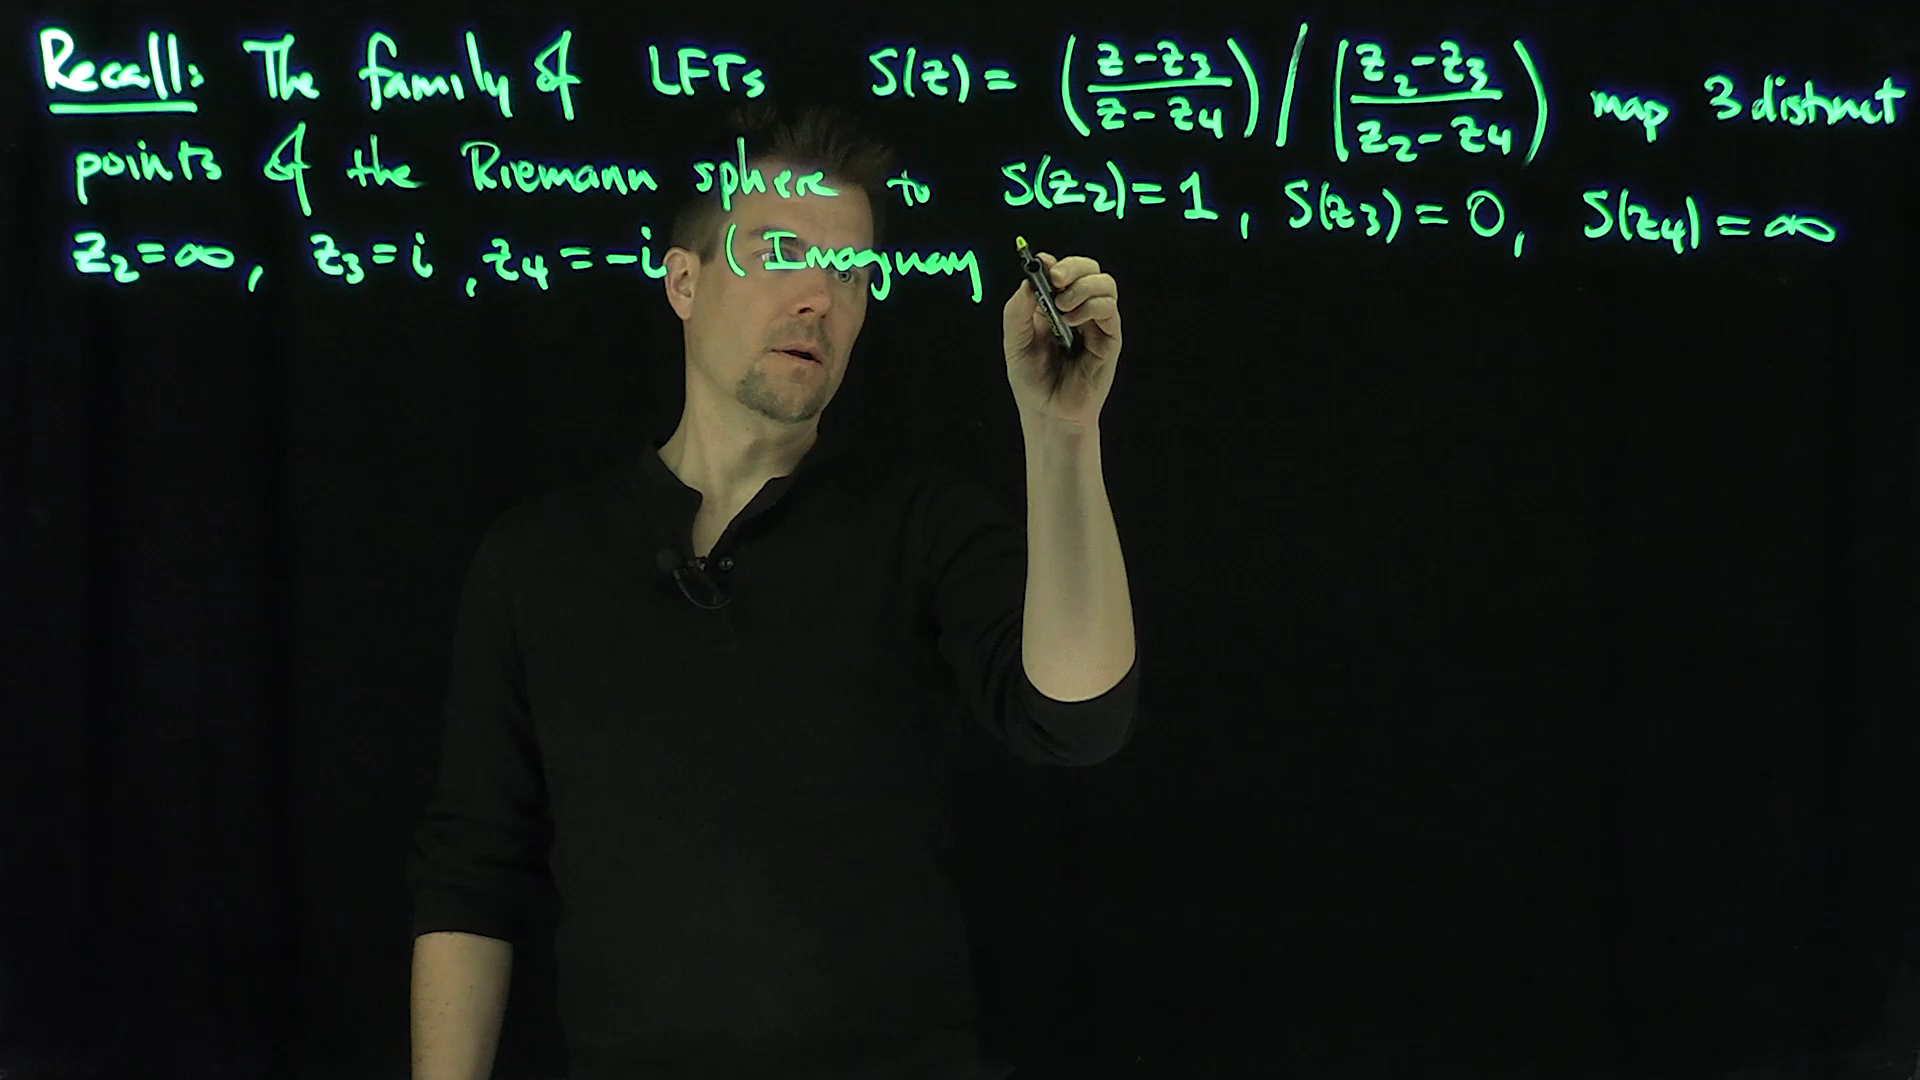 Recall: The family of LFTs S(z) = (z-z₃ / z-z₄) / (z₂-z₃ / z₂-z₄) map 3 distinct
points of the Riemann sphere to S(z₂)=1, S(z₃)=0, S(z₄)=∞
z₂=∞, z₃=i, z₄=-i (Imaginary